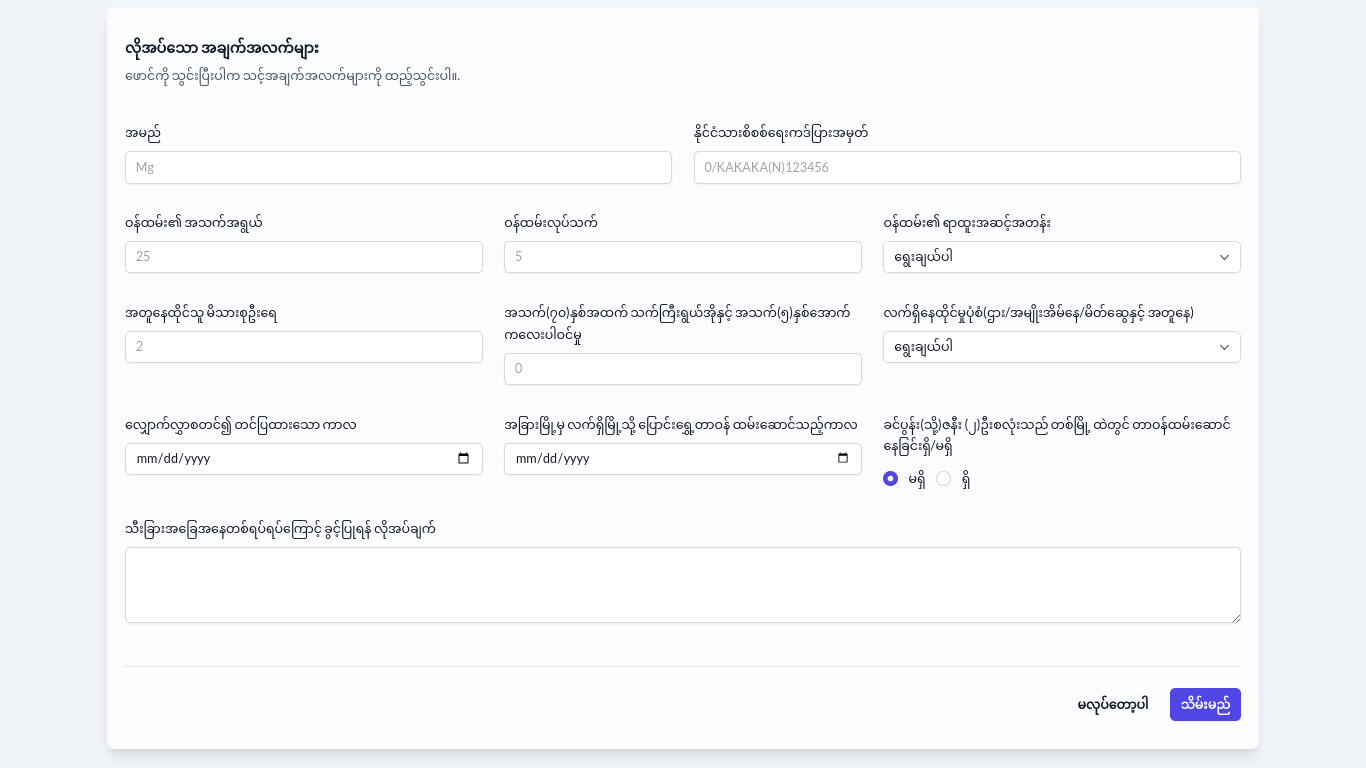 လိုအပ်သော အချက်အလက်များ
ဖောင်ကို သွင်းပြီးပါက သင့်အချက်အလက်များကို ထည့်သွင်းပါ။.
အမည်
နိုင်ငံသားစိစစ်ရေးကဒ်ပြားအမှတ်
Mg
0/KAKAKA(N)123456
ဝန်ထမ်း၏ အသက်အရွယ်
ဝန်ထမ်းလုပ်သက်
ဝန်ထမ်း၏ ရာထူးအဆင့်အတန်း
25
5
ရွေးချယ်ပါ
အတူနေထိုင်သူ မိသားစုဦးရေ
အသက်(၇၀)နှစ်အထက် သက်ကြီးရွယ်အိုနှင့် အသက်(၅)နှစ်အောက်
ကလေးပါဝင်မှု
လက်ရှိနေထိုင်မှုပုံစံ(ဌား/အမျိုးအိမ်နေ/မိတ်ဆွေနှင့် အတူနေ)
2
0
ရွေးချယ်ပါ
လျှောက်လွှာစတင်၍ တင်ပြထားသော ကာလ
အခြားမြို့မှ လက်ရှိမြို့သို့ ပြောင်းရွှေ့တာဝန် ထမ်းဆောင်သည့်ကာလ
ခင်ပွန်း(သို့)ဇနီး (၂)ဦးစလုံးသည် တစ်မြို့ ထဲတွင် တာဝန်ထမ်းဆောင်
နေခြင်းရှိ/မရှိ
mm/dd/yyyy
mm/dd/yyyy
မရှိ ရှိ
သီးခြားအခြေအနေတစ်ရပ်ရပ်ကြောင့် ခွင့်ပြုရန် လိုအပ်ချက်
မလုပ်တော့ပါ
သိမ်းမည်